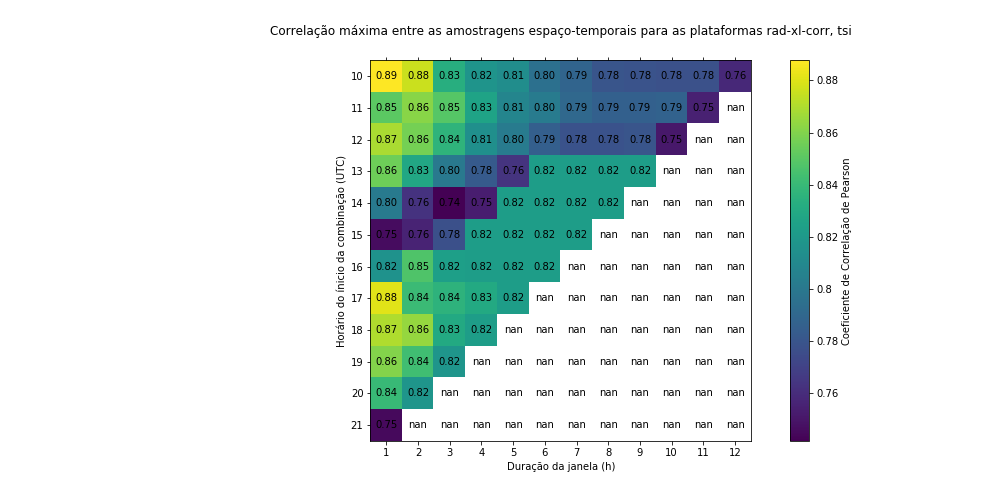 Correlação máxima entre as amostragens espaço-temporais para as plataformas rad-xl-corr, tsi
Horário do ínicio da combinação (UTC)
10 0.89 0.88 0.83 0.82 0.81 0.80 0.79 0.78 0.78 0.78 0.78 0.76
11 0.85 0.86 0.85 0.83 0.81 0.80 0.79 0.79 0.79 0.79 0.75 nan
12 0.87 0.86 0.84 0.81 0.80 0.79 0.78 0.78 0.78 0.75 nan nan
13 0.86 0.83 0.80 0.78 0.76 0.82 0.82 0.82 0.82 nan nan nan
14 0.80 0.76 0.74 0.75 0.82 0.82 0.82 0.82 nan nan nan nan
15 0.75 0.76 0.78 0.82 0.82 0.82 0.82 nan nan nan nan nan
16 0.82 0.85 0.82 0.82 0.82 0.82 nan nan nan nan nan nan
17 0.88 0.84 0.84 0.83 0.82 nan nan nan nan nan nan nan
18 0.87 0.86 0.83 0.82 nan nan nan nan nan nan nan nan
19 0.86 0.84 0.82 nan nan nan nan nan nan nan nan nan
20 0.84 0.82 nan nan nan nan nan nan nan nan nan nan
21 0.75 nan nan nan nan nan nan nan nan nan nan nan
1 2 3 4 5 6 7 8 9 10 11 12
Duração da janela (h)
0.88
0.86
0.84
0.82
0.8
0.78
0.76
Coeficiente de Correlação de Pearson